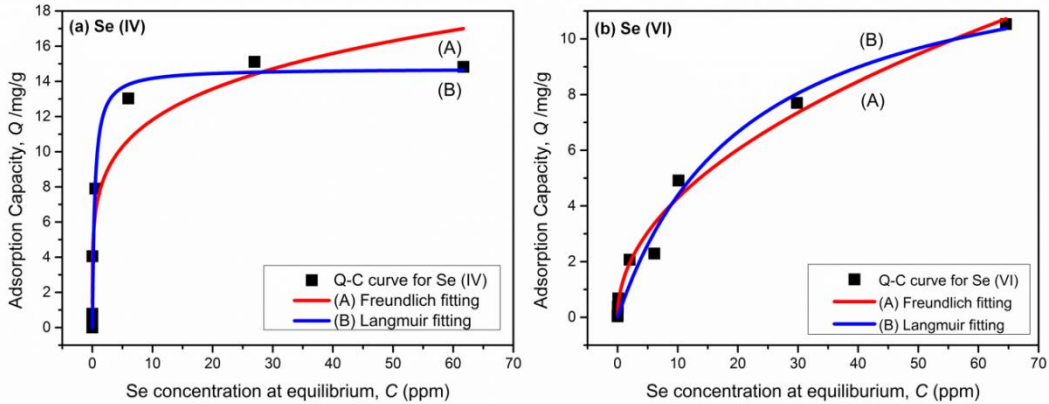 (a) Se (IV)
Adsorption Capacity, Q /mg/g
18
16
14
12
10
8
6
4
2
0
(A)
(B)
Q-C curve for Se (IV)
(A) Freundlich fitting
(B) Langmuir fitting
0 10 20 30 40 50 60 70
Se concentration at equilibrium, C (ppm)
(b) Se (VI)
Adsorption Capacity, Q /mg/g
10
8
6
4
2
0
(B)
(A)
Q-C curve for Se (VI)
(A) Freundlich fitting
(B) Langmuir fitting
0 10 20 30 40 50 60 70
Se concentration at equiliburium, C (ppm)